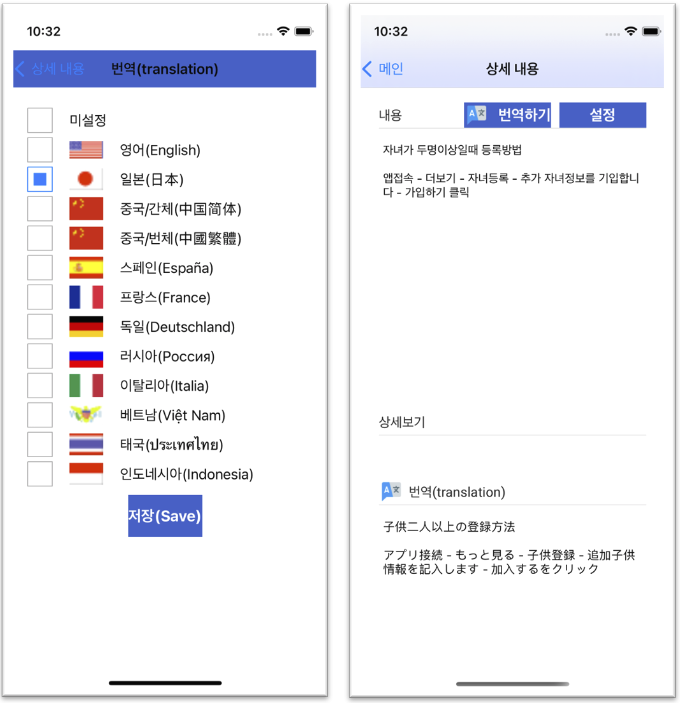 10:32
상세 내용 번역(translation)
미설정
영어(English)
일본(日本)
중국/간체(中国简体)
중국/번체(中國繁體)
스페인(España)
프랑스(France)
독일(Deutschland)
러시아(Россия)
이탈리아(Italia)
베트남(Việt Nam)
태국(ประเทศไทย)
인도네시아(Indonesia)
저장(Save)
10:32
메인 상세 내용
내용 A 文 번역하기 설정
자녀가 두명이상일때 등록방법
앱접속 - 더보기 - 자녀등록 - 추가 자녀정보를 기입합니
다 - 가입하기 클릭
상세보기
A 文 번역(translation)
子供二人以上の登録方法
アプリ接続 - もっと見る - 子供登録 - 追加子供
情報を記入します - 加入するをクリック